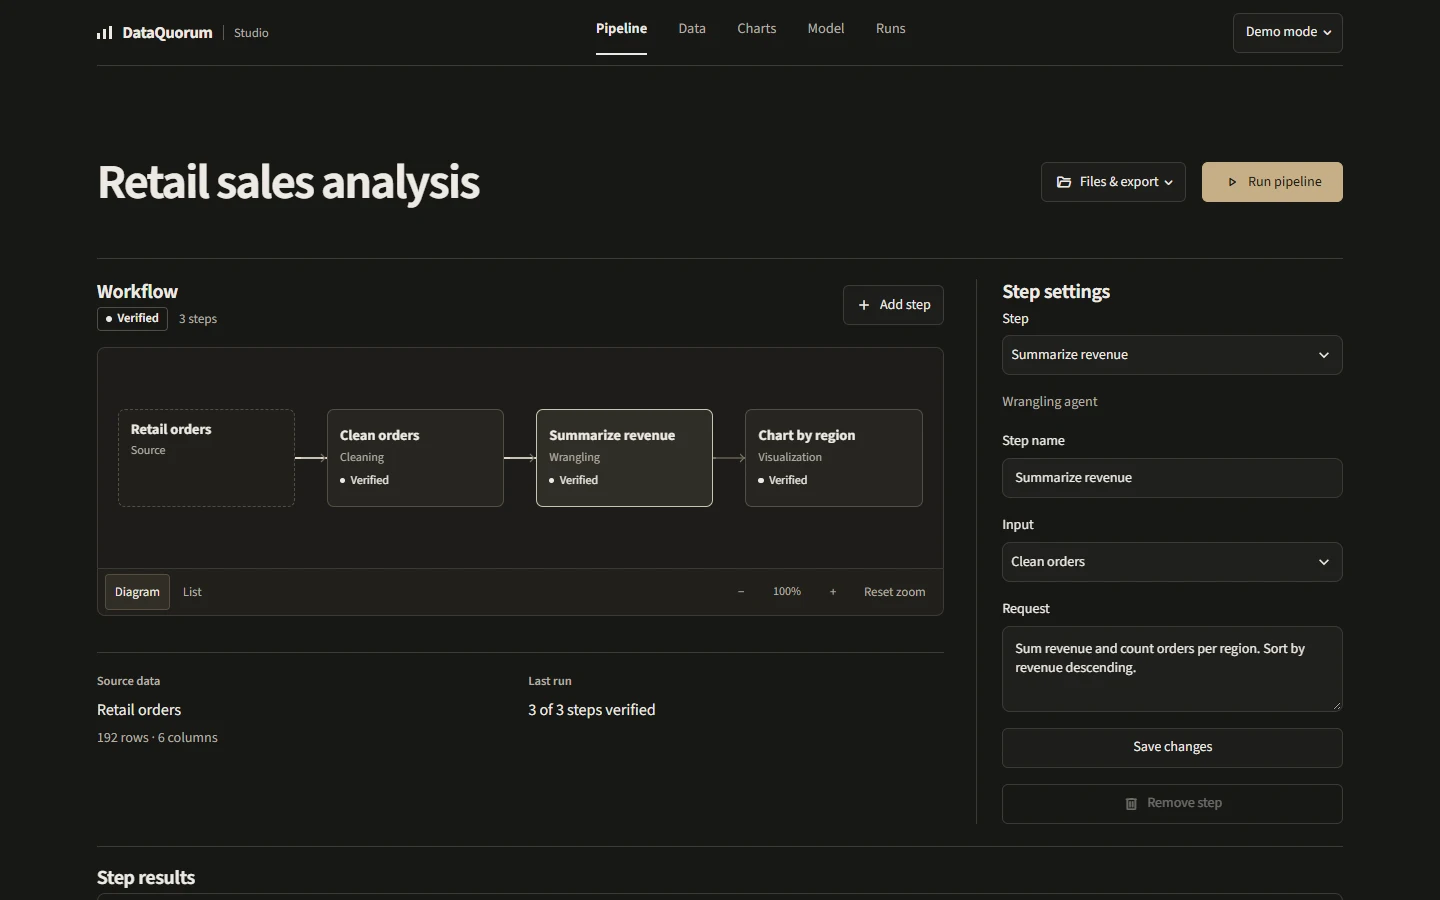 DataQuorum
Studio
Pipeline
Data
Charts
Model
Runs
Demo mode
Retail sales analysis
Files & export
Run pipeline
Workflow
Verified
3 steps
Add step
Retail orders
Source
Clean orders
Cleaning
Verified
Summarize revenue
Wrangling
Verified
Chart by region
Visualization
Verified
Diagram
List
−
100%
+
Reset zoom
Source data
Retail orders
192 rows · 6 columns
Last run
3 of 3 steps verified
Step settings
Step
Summarize revenue
Wrangling agent
Step name
Summarize revenue
Input
Clean orders
Request
Sum revenue and count orders per region. Sort by
revenue descending.
Save changes
Remove step
Step results